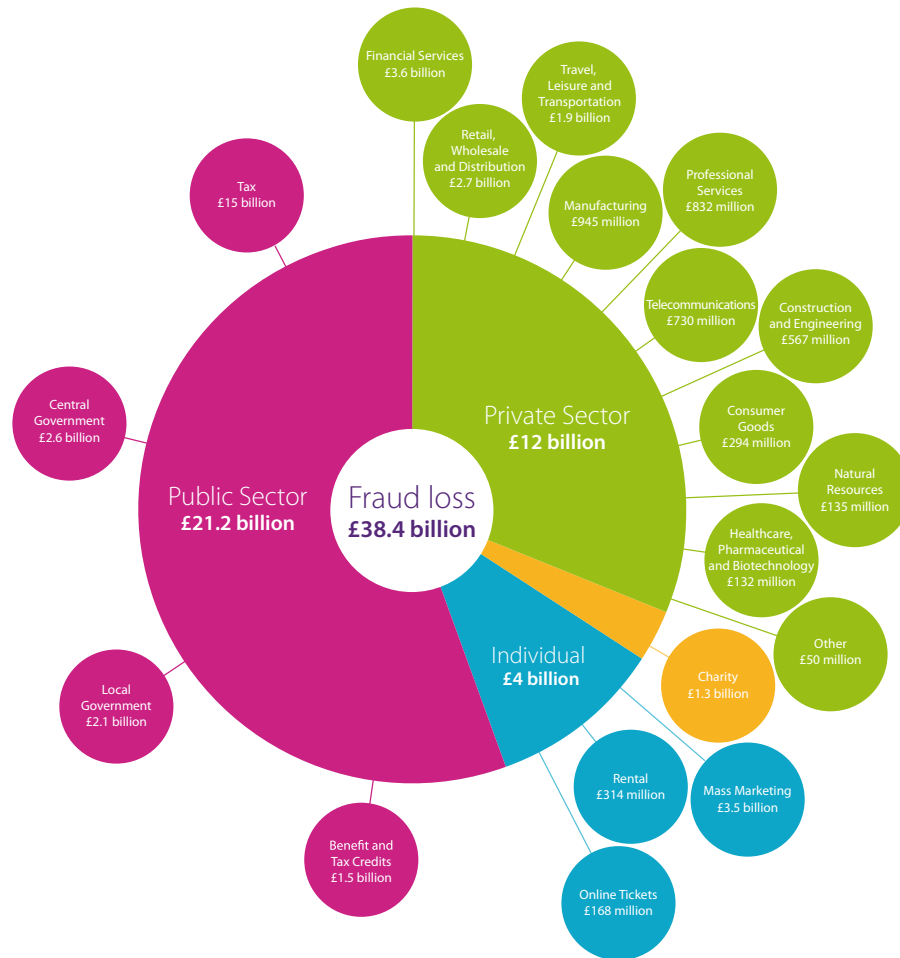 Financial Services
£3.6 billion
Travel,
Leisure and
Transportation
£1.9 billion
Retail,
Wholesale
and Distribution
£2.7 billion
Professional
Services
£832 million
Tax
£15 billion
Manufacturing
£945 million
Telecommunications
£730 million
Construction
and Engineering
£567 million
Central
Government
£2.6 billion
Private Sector
£12 billion
Consumer
Goods
£294 million
Public Sector
£21.2 billion
Fraud loss
£38.4 billion
Natural
Resources
£135 million
Healthcare,
Pharmaceutical
and Biotechnology
£132 million
Individual
£4 billion
Other
£50 million
Charity
£1.3 billion
Local
Government
£2.1 billion
Rental
£314 million
Mass Marketing
£3.5 billion
Benefit and
Tax Credits
£1.5 billion
Online Tickets
£168 million